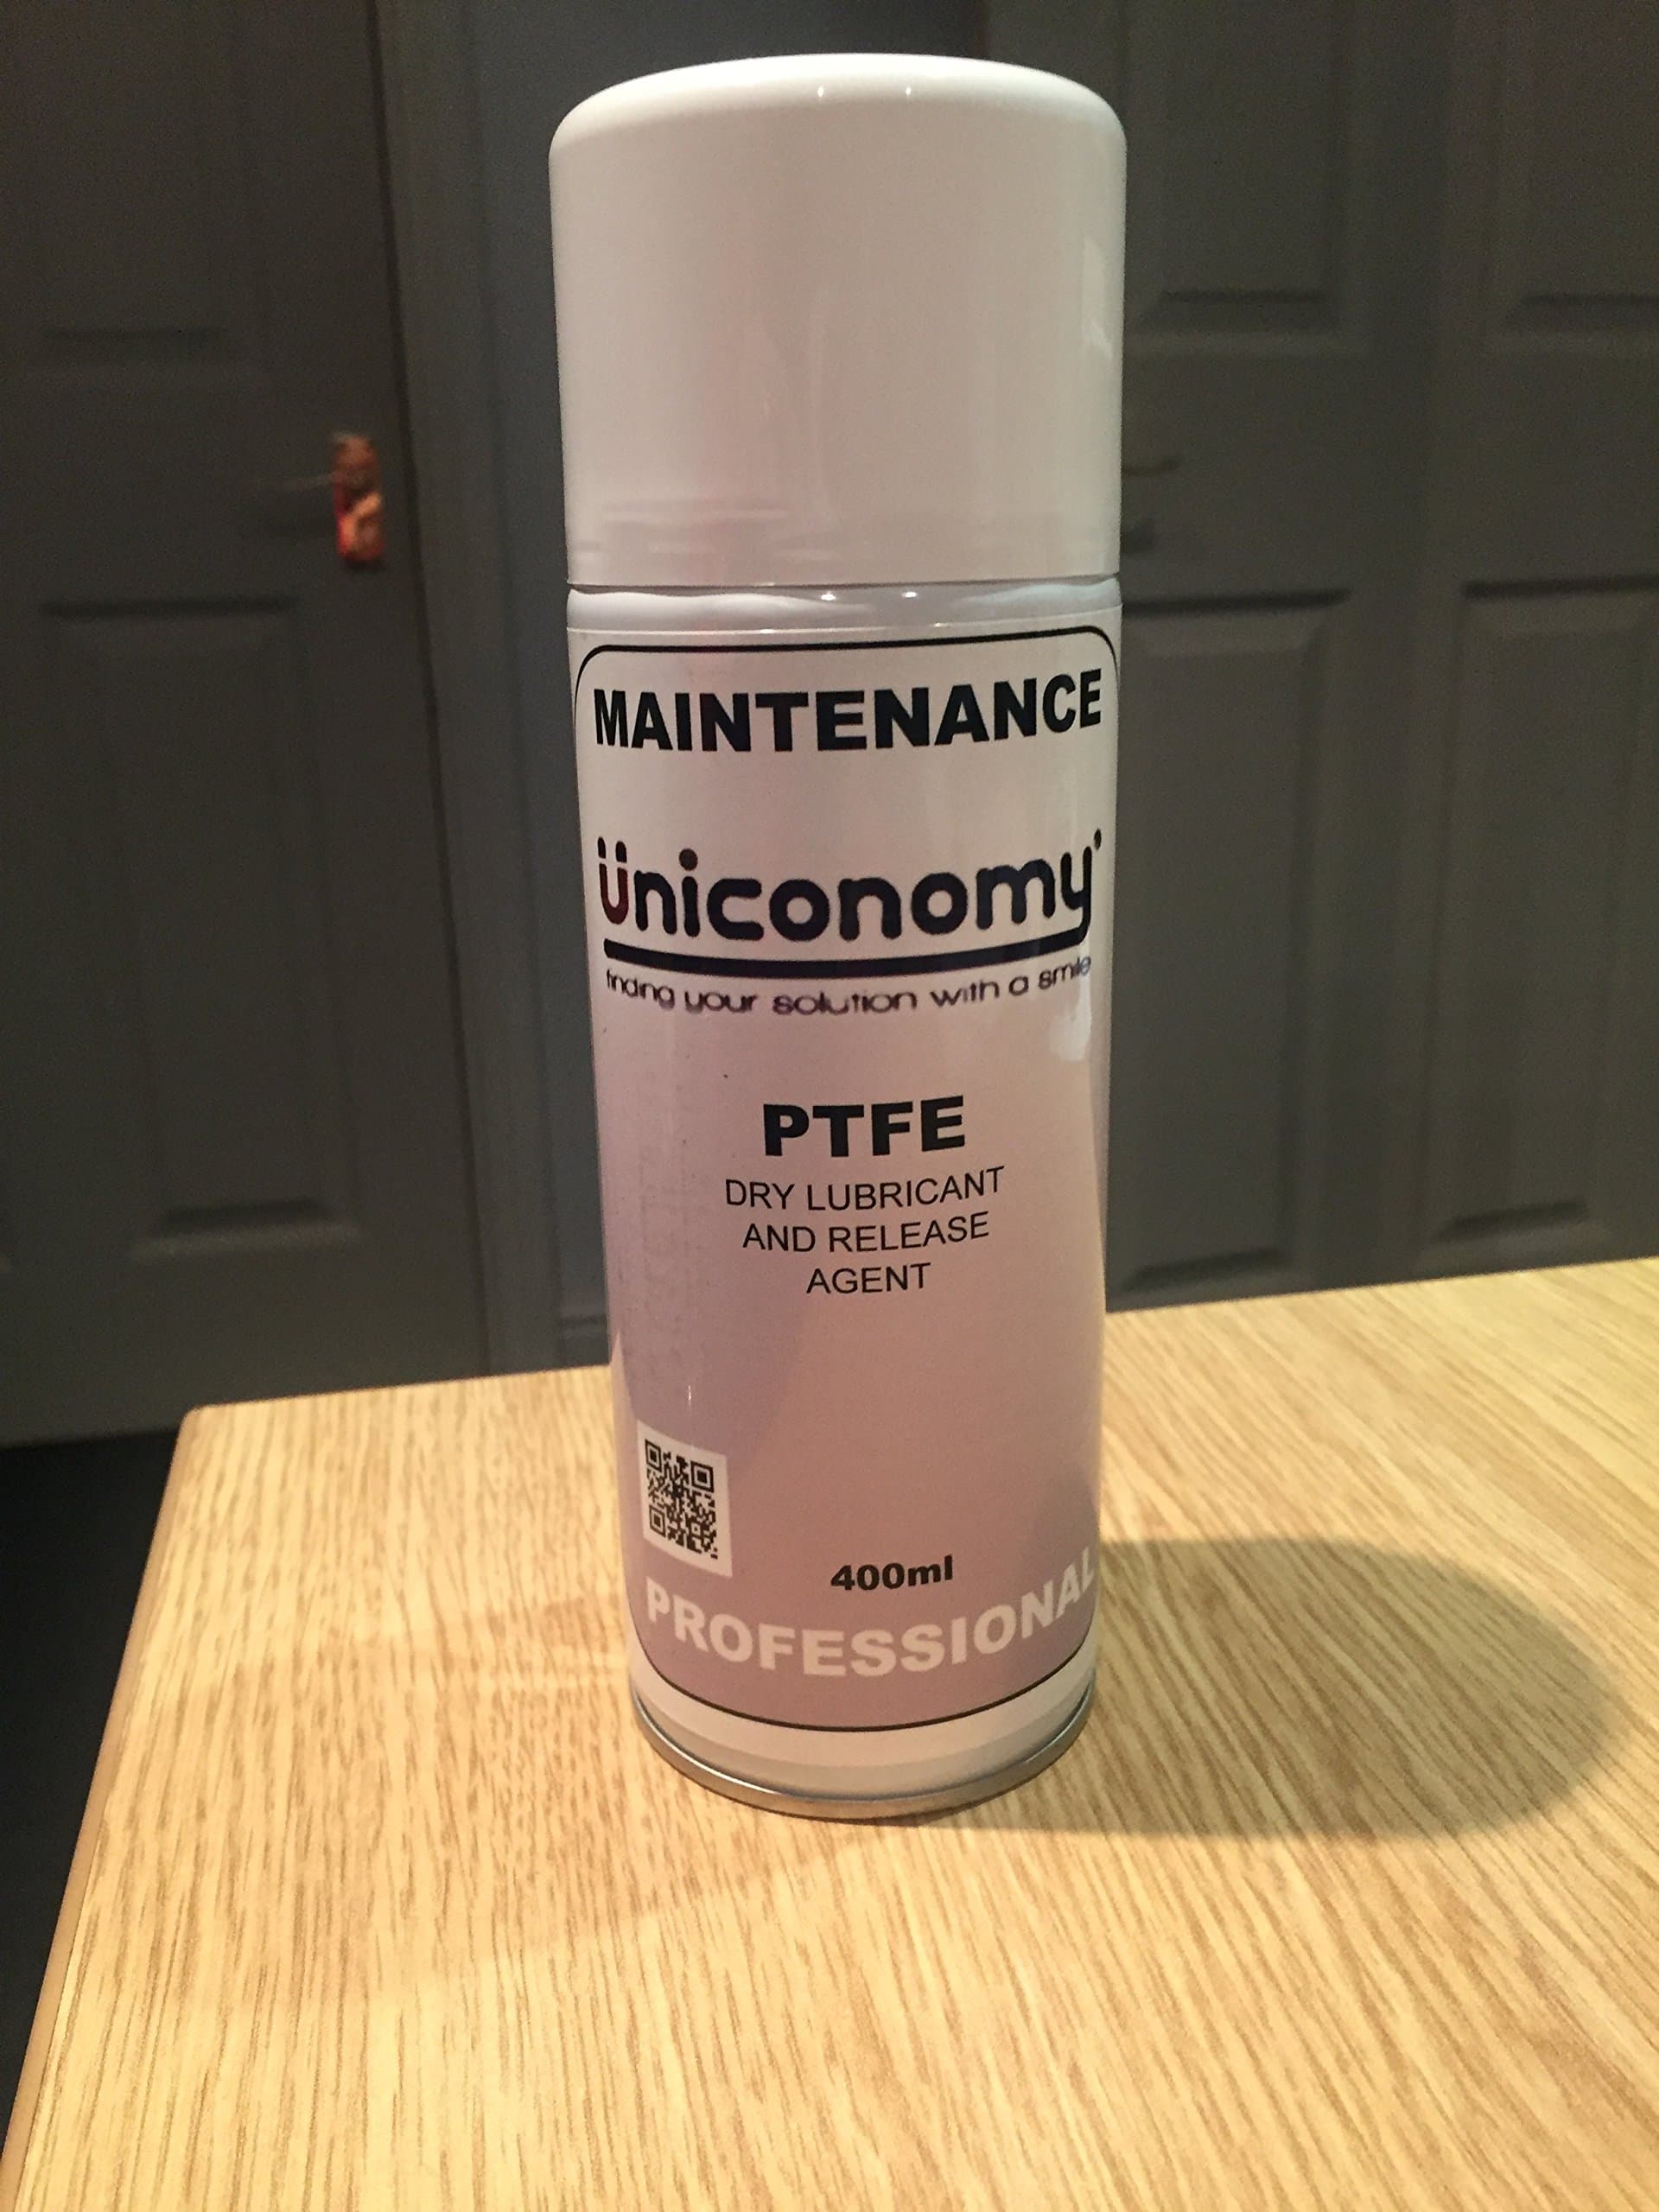 MAINTENANCE
üniconomy
finding your solution with a smile
PTFE
DRY LUBRICANT
AND RELEASE
AGENT
400ml
PROFESSIONAL